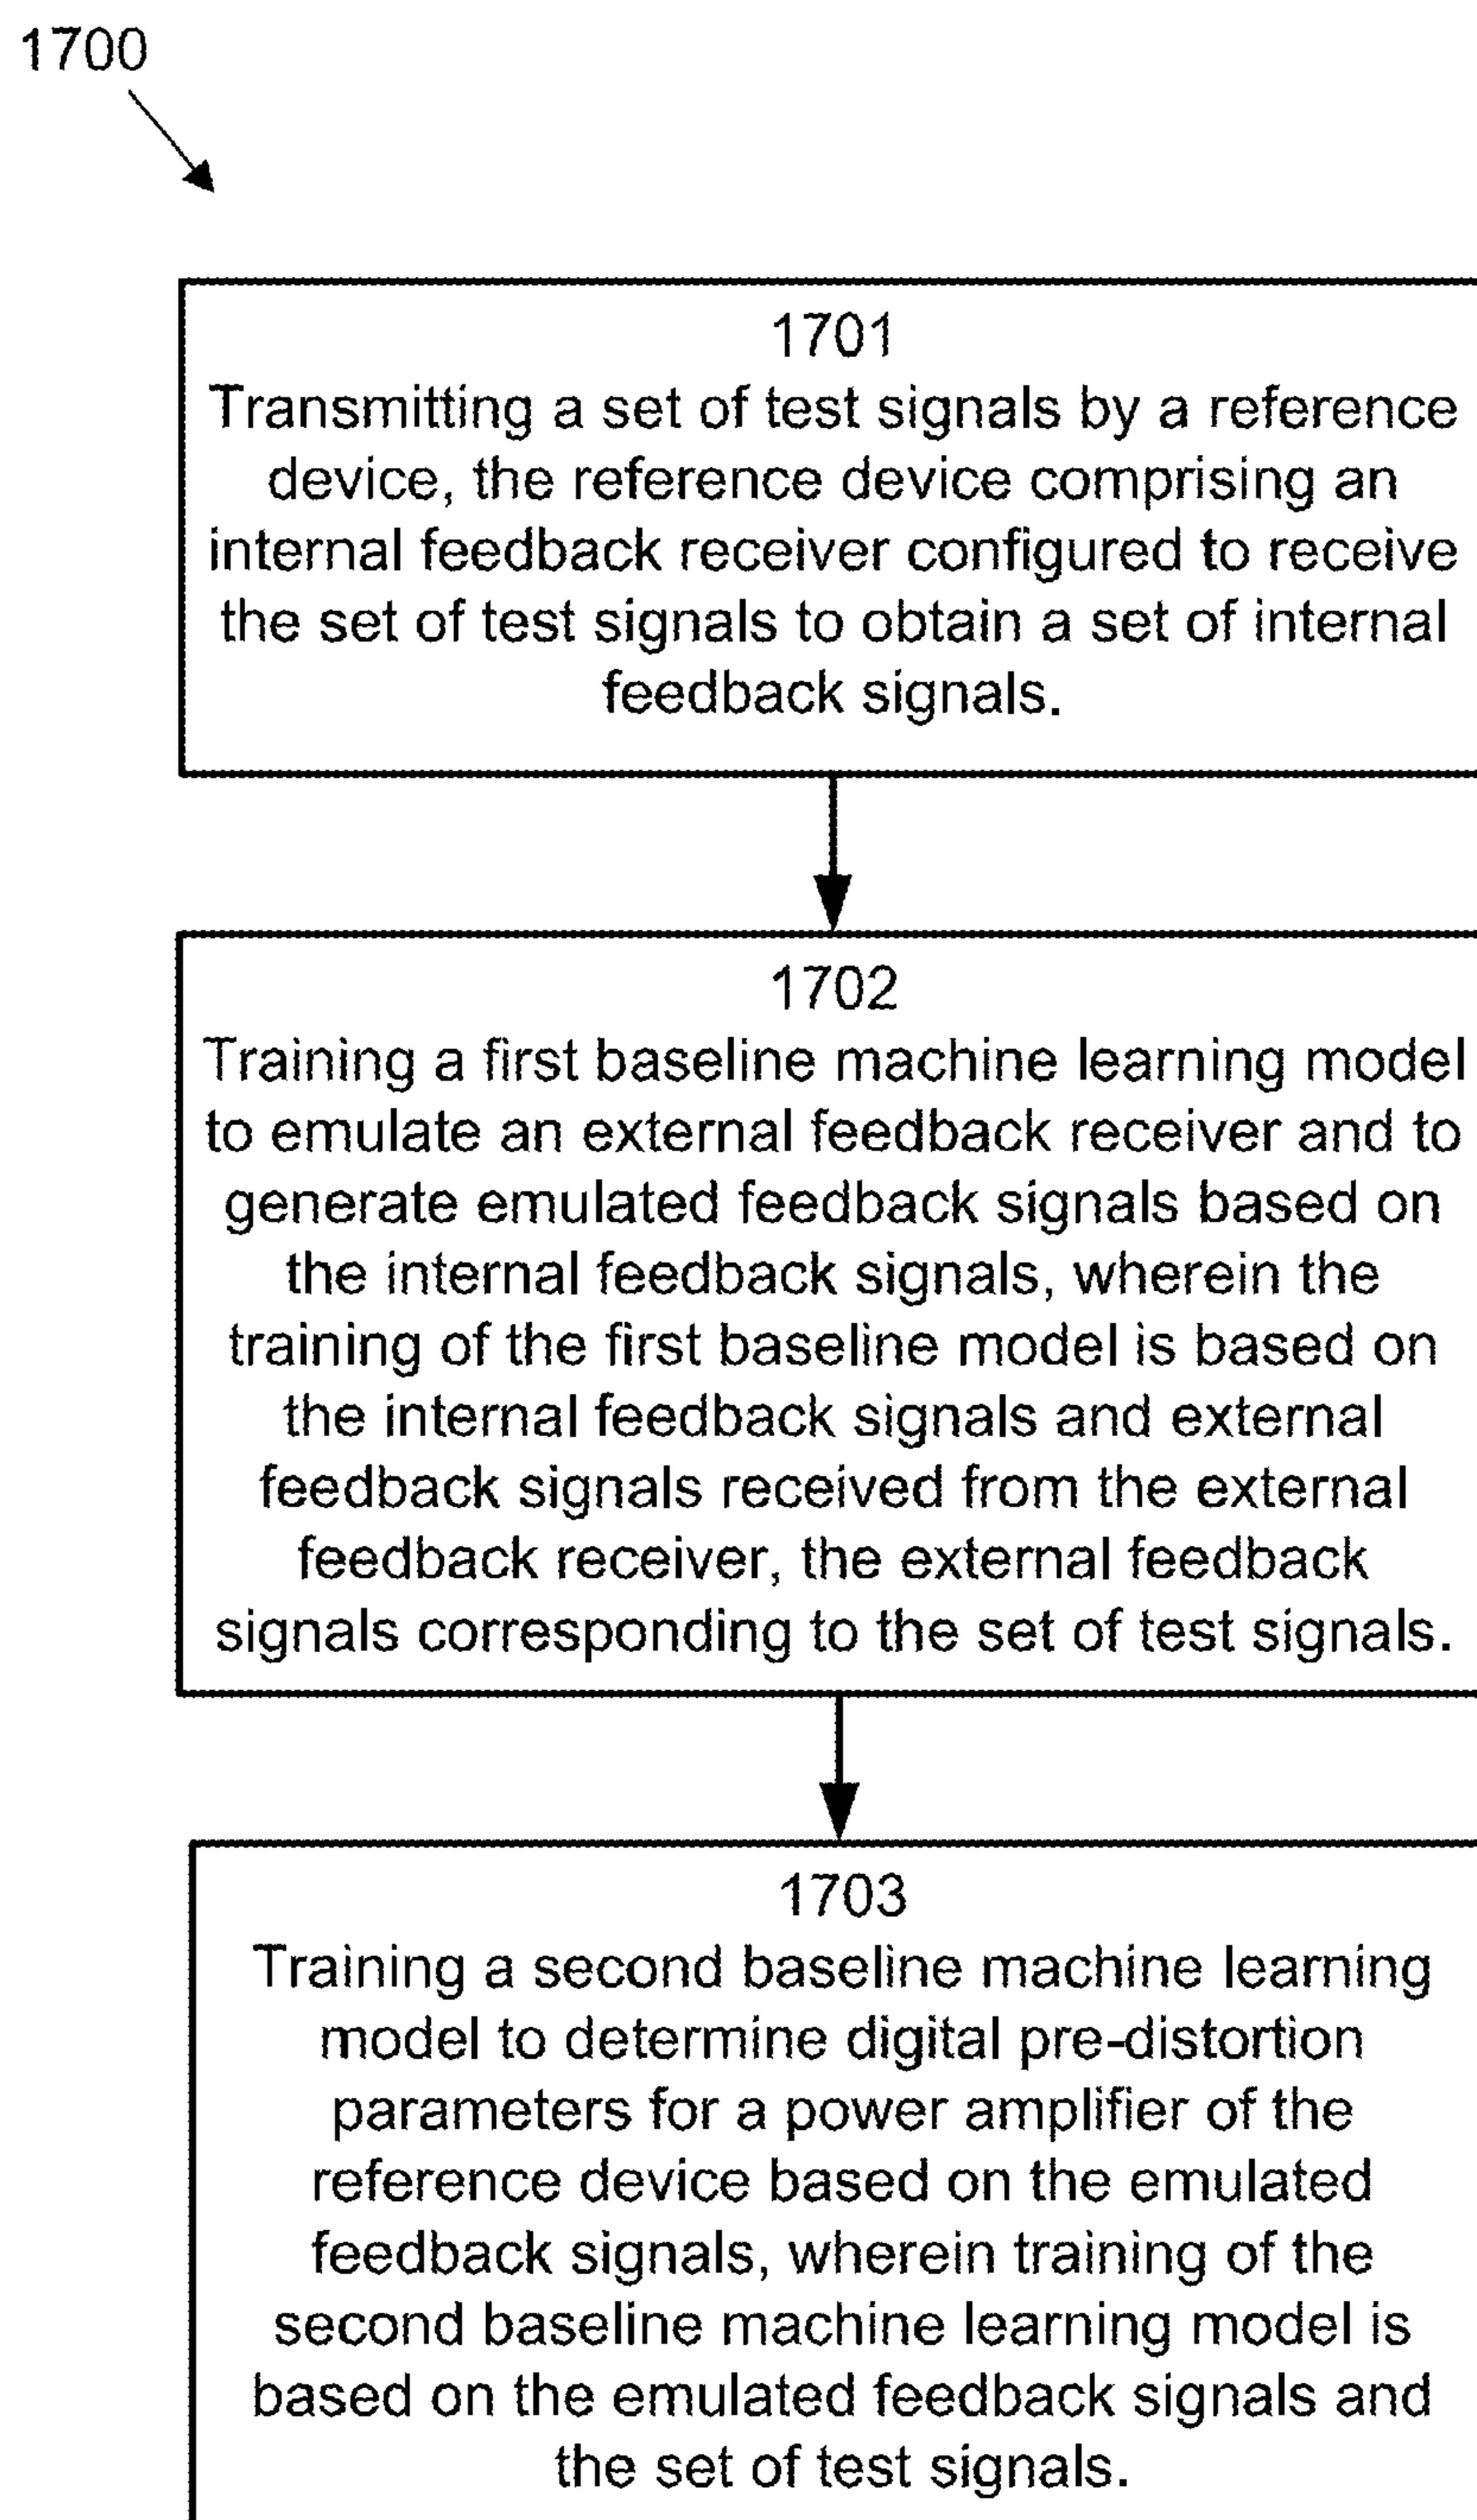 1700
1701
Transmitting a set of test signals by a reference
device, the reference device comprising an
internal feedback receiver configured to receive
the set of test signals to obtain a set of internal
feedback signals.
1702
Training a first baseline machine learning model
to emulate an external feedback receiver and to
generate emulated feedback signals based on
the internal feedback signals, wherein the
training of the first baseline model is based on
the internal feedback signals and external
feedback signals received from the external
feedback receiver, the external feedback
signals corresponding to the set of test signals.
1703
Training a second baseline machine learning
model to determine digital pre-distortion
parameters for a power amplifier of the
reference device based on the emulated
feedback signals, wherein training of the
second baseline machine learning model is
based on the emulated feedback signals and
the set of test signals.